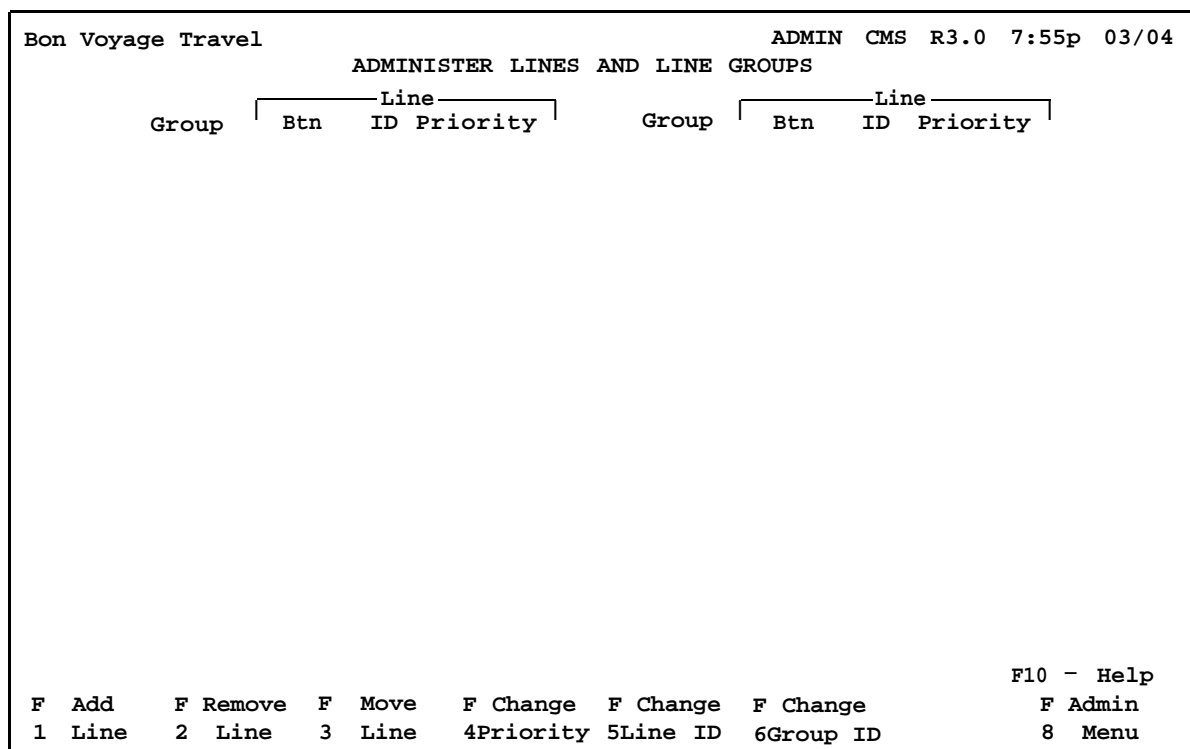 Bon Voyage Travel ADMIN CMS R3.0 7:55p 03/04
ADMINISTER LINES AND LINE GROUPS
Line Line
Group Btn ID Priority Group Btn ID Priority
F10 – Help
F Add F Remove F Move F Change F Change F Change F Admin
1 Line 2 Line 3 Line 4Priority 5Line ID 6Group ID 8 Menu